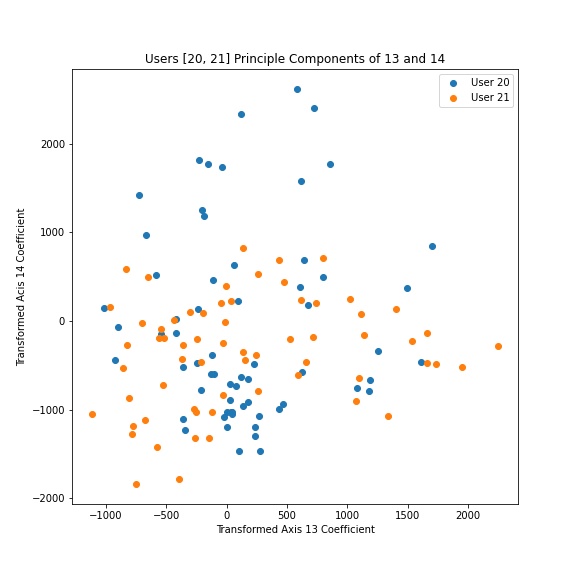 Users [20, 21] Principle Components of 13 and 14
User 20
User 21
2000
1000
0
−1000
−2000
Transformed Acis 14 Coefficient
−1000 −500 0 500 1000 1500 2000
Transformed Axis 13 Coefficient